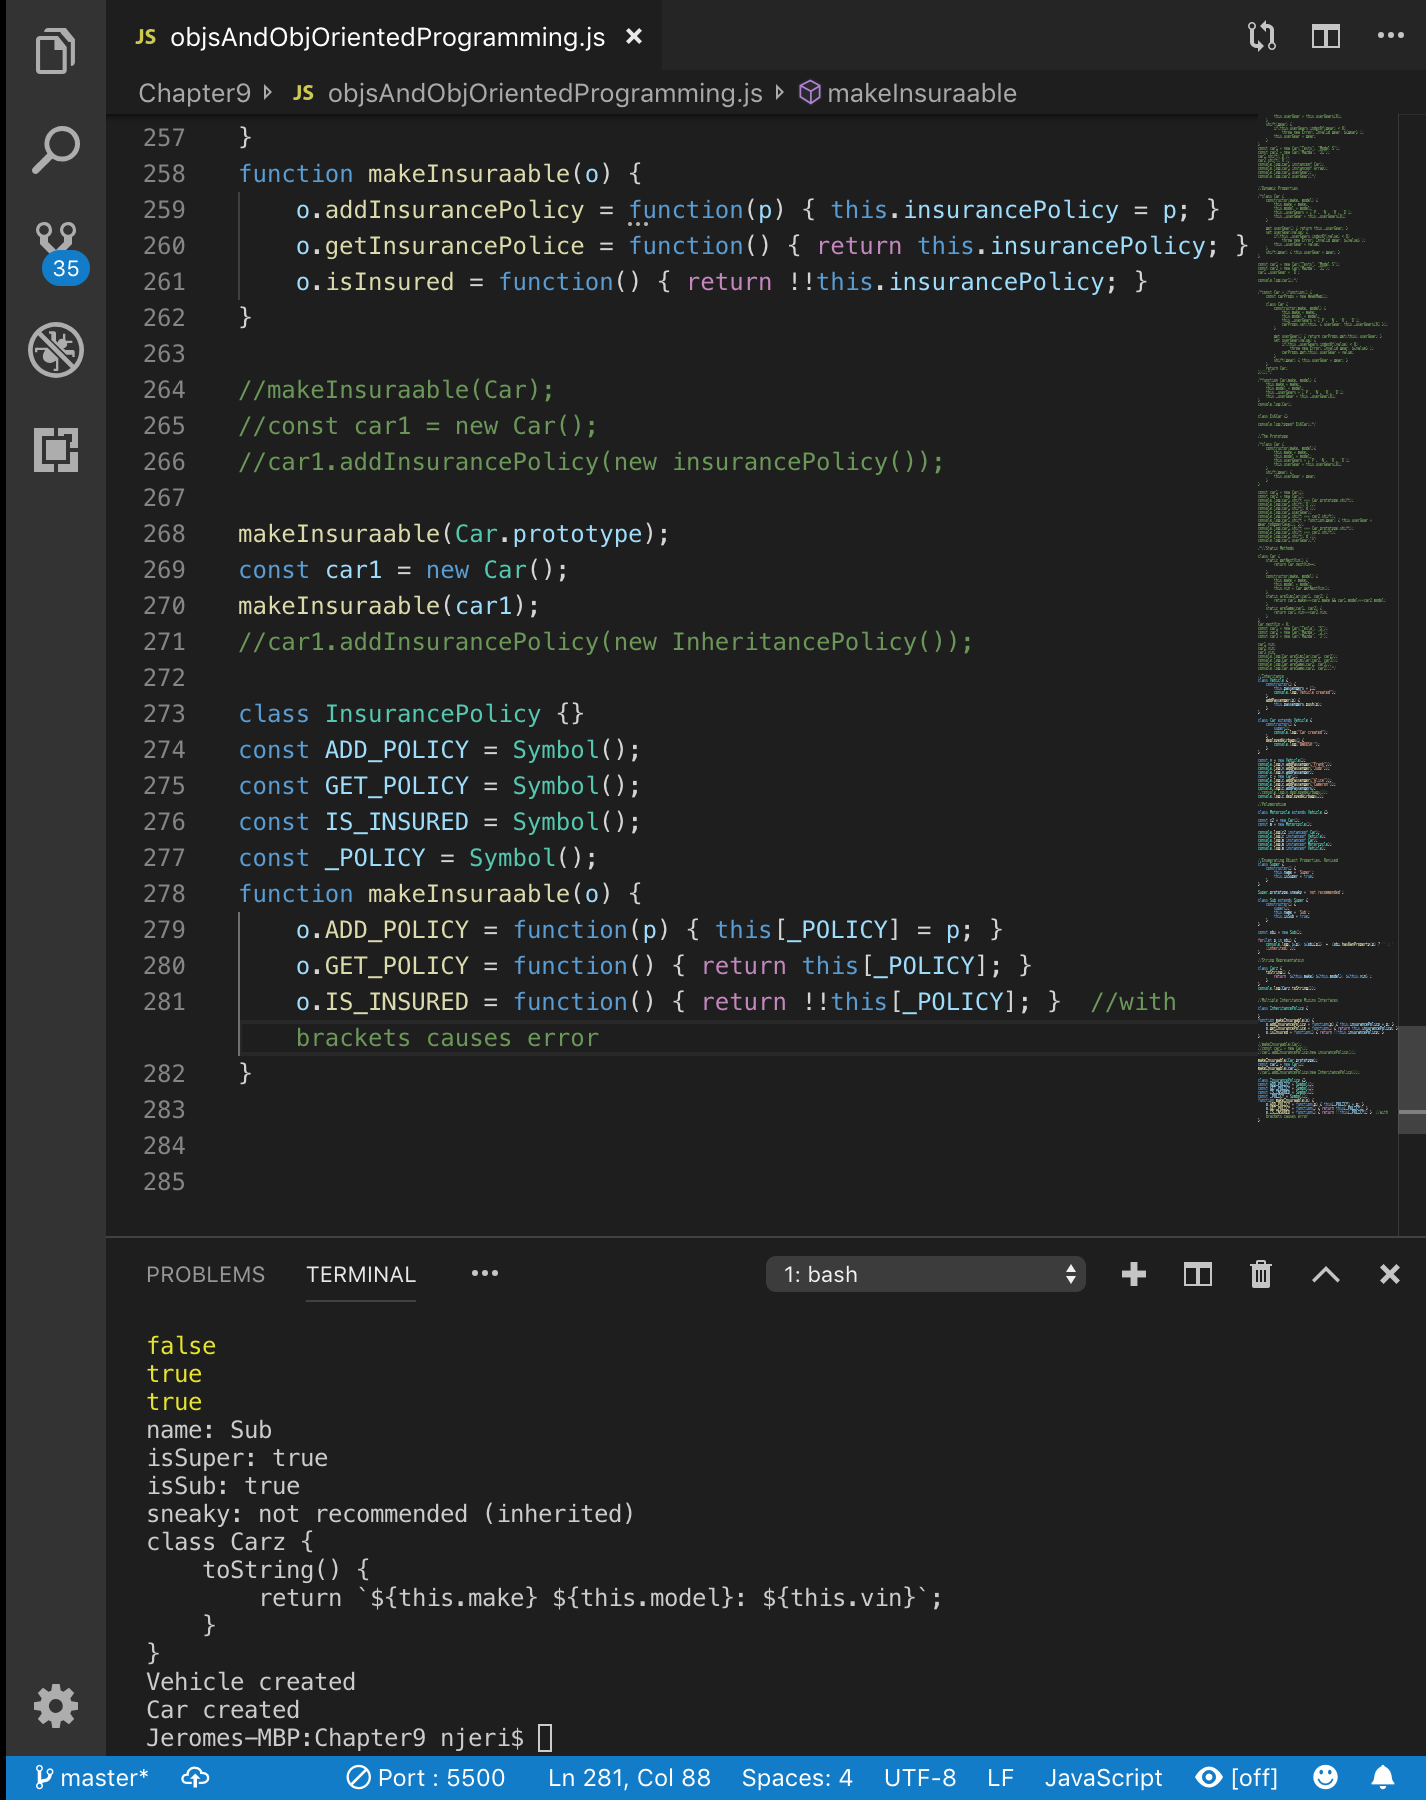 JS objsAndObjOrientedProgramming.js
Chapter9 JS objsAndObjOrientedProgramming.js makeInsuraable
257 }
258 function makeInsuraable(o) {
259 o.addInsurancePolicy = function(p) { this.insurancePolicy = p; }
260 o.getInsurancePolice = function() { return this.insurancePolicy; }
261 o.isInsured = function() { return !!this.insurancePolicy; }
262 }
263
264 //makeInsuraable(Car);
265 //const car1 = new Car();
266 //car1.addInsurancePolicy(new insurancePolicy());
267
268 makeInsuraable(Car.prototype);
269 const car1 = new Car();
270 makeInsuraable(car1);
271 //car1.addInsurancePolicy(new InheritancePolicy());
272
273 class InsurancePolicy {}
274 const ADD_POLICY = Symbol();
275 const GET_POLICY = Symbol();
276 const IS_INSURED = Symbol();
277 const _POLICY = Symbol();
278 function makeInsuraable(o) {
279 o.ADD_POLICY = function(p) { this[_POLICY] = p; }
280 o.GET_POLICY = function() { return this[_POLICY]; }
281 o.IS_INSURED = function() { return !!this[_POLICY]; } //with
brackets causes error
282 }
283
284
285
35
PROBLEMS TERMINAL ••• 1: bash
false
true
true
name: Sub
isSuper: true
isSub: true
sneaky: not recommended (inherited)
class Carz {
toString() {
return `${this.make} ${this.model}: ${this.vin}`;
}
}
Vehicle created
Car created
Jeromes-MBP:Chapter9 njeri$
master* Port : 5500 Ln 281, Col 88 Spaces: 4 UTF-8 LF JavaScript [off]